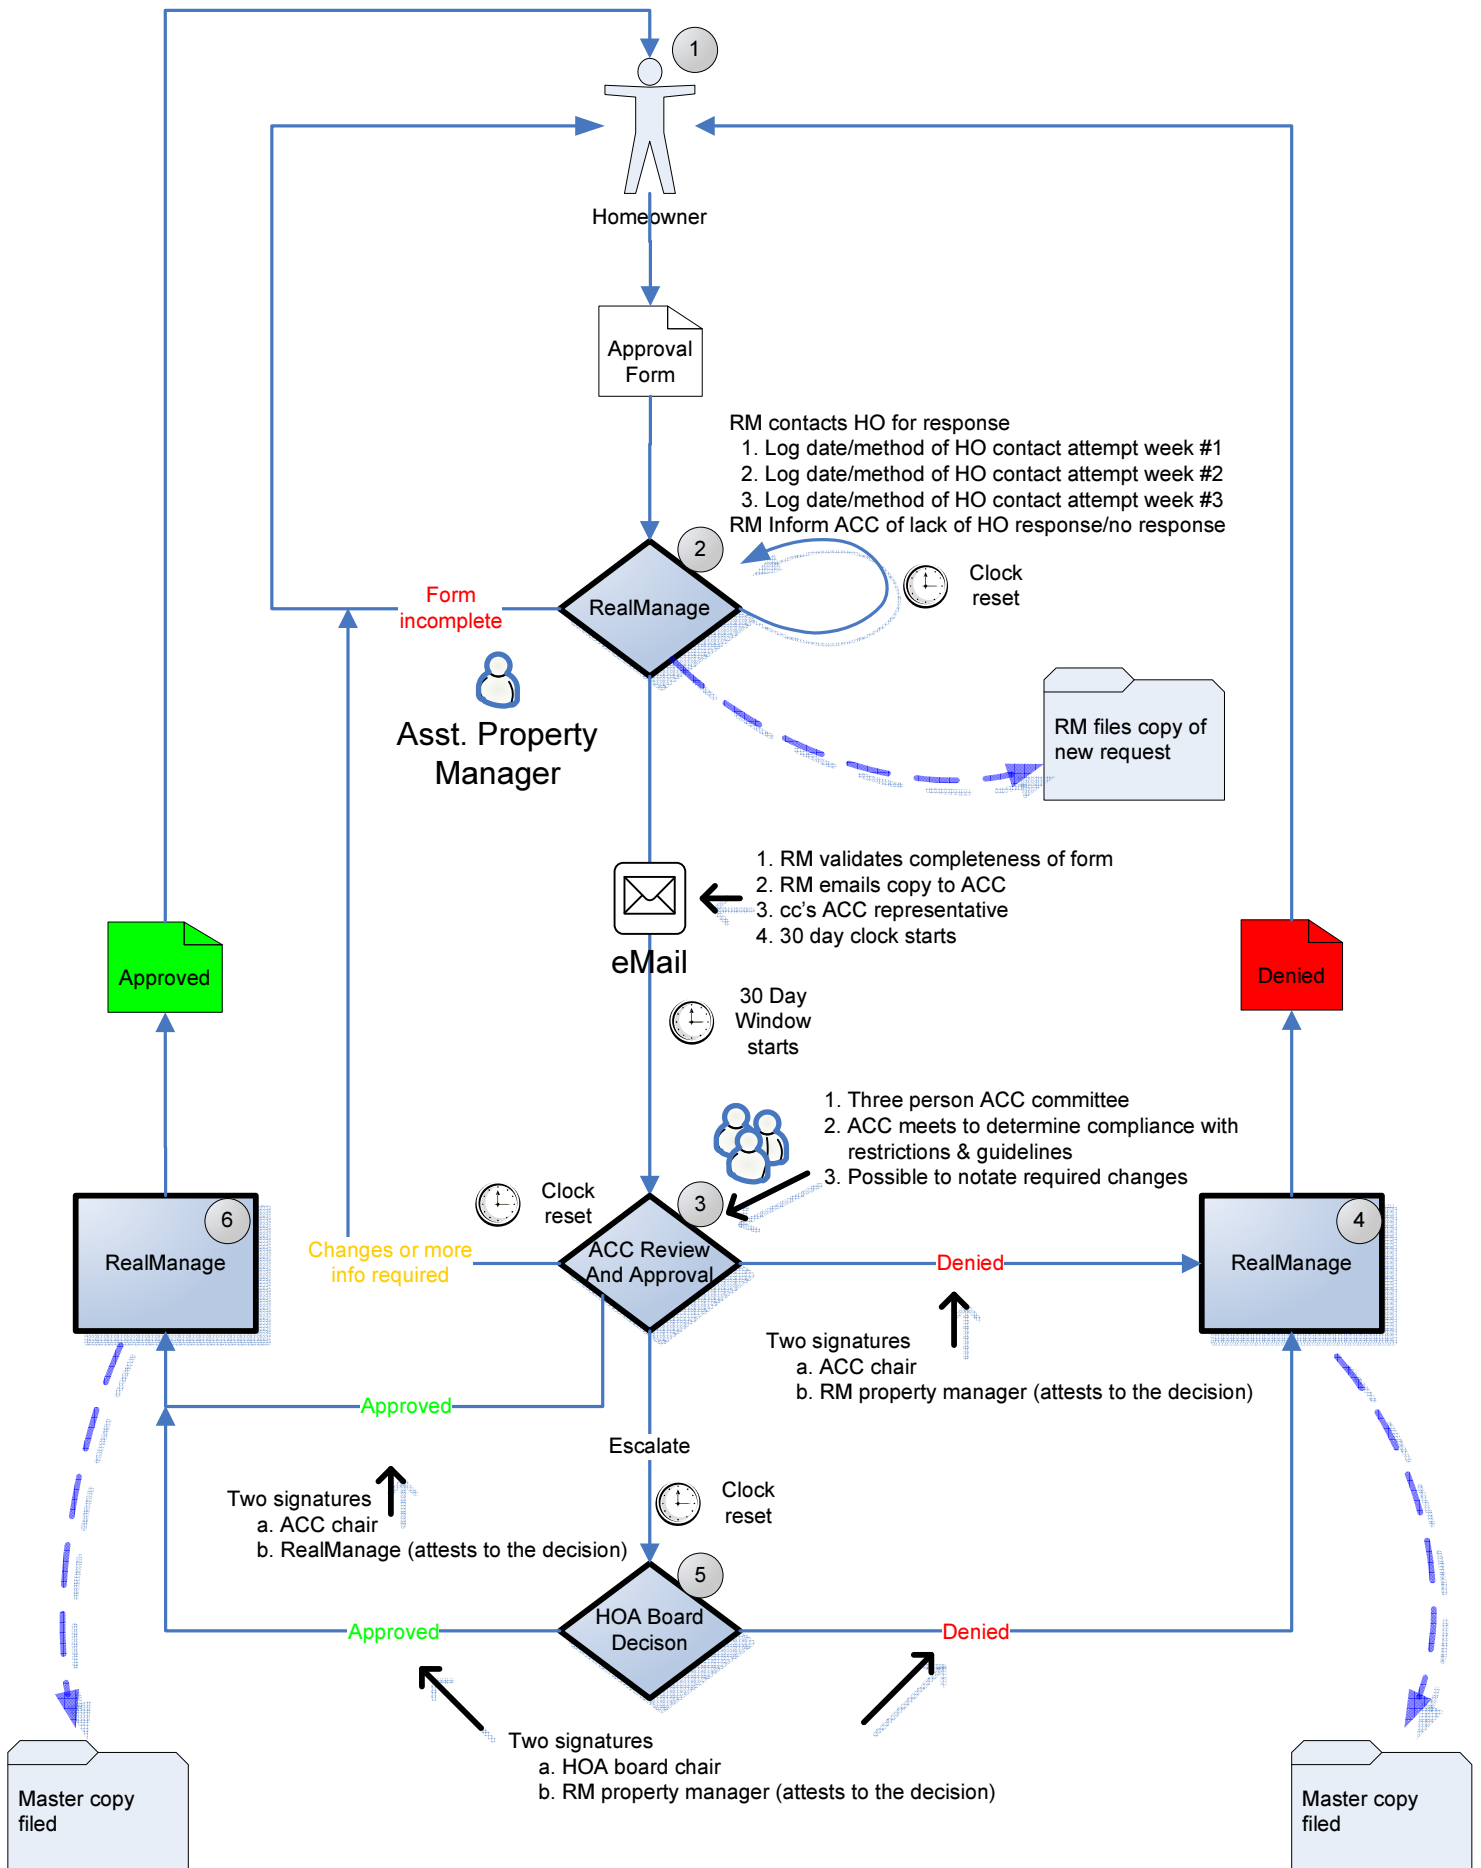 1
Homeowner
Approval
Form
RM contacts HO for response
1. Log date/method of HO contact attempt week #1
2. Log date/method of HO contact attempt week #2
3. Log date/method of HO contact attempt week #3
RM Inform ACC of lack of HO response/no response
2
Clock
reset
Form
incomplete
RealManage
Asst. Property
Manager
RM files copy of
new request
1. RM validates completeness of form
2. RM emails copy to ACC
3. cc's ACC representative
4. 30 day clock starts
eMail
Approved
Denied
30 Day
Window
starts
1. Three person ACC committee
2. ACC meets to determine compliance with
restrictions & guidelines
3. Possible to notate required changes
Clock
reset
3
6
RealManage
4
RealManage
Changes or more
info required
ACC Review
And Approval
Denied
Two signatures
a. ACC chair
b. RM property manager (attests to the decision)
Approved
Escalate
Two signatures
a. ACC chair
b. RealManage (attests to the decision)
Clock
reset
5
HOA Board
Decison
Approved
Denied
Two signatures
a. HOA board chair
b. RM property manager (attests to the decision)
Master copy
filed
Master copy
filed